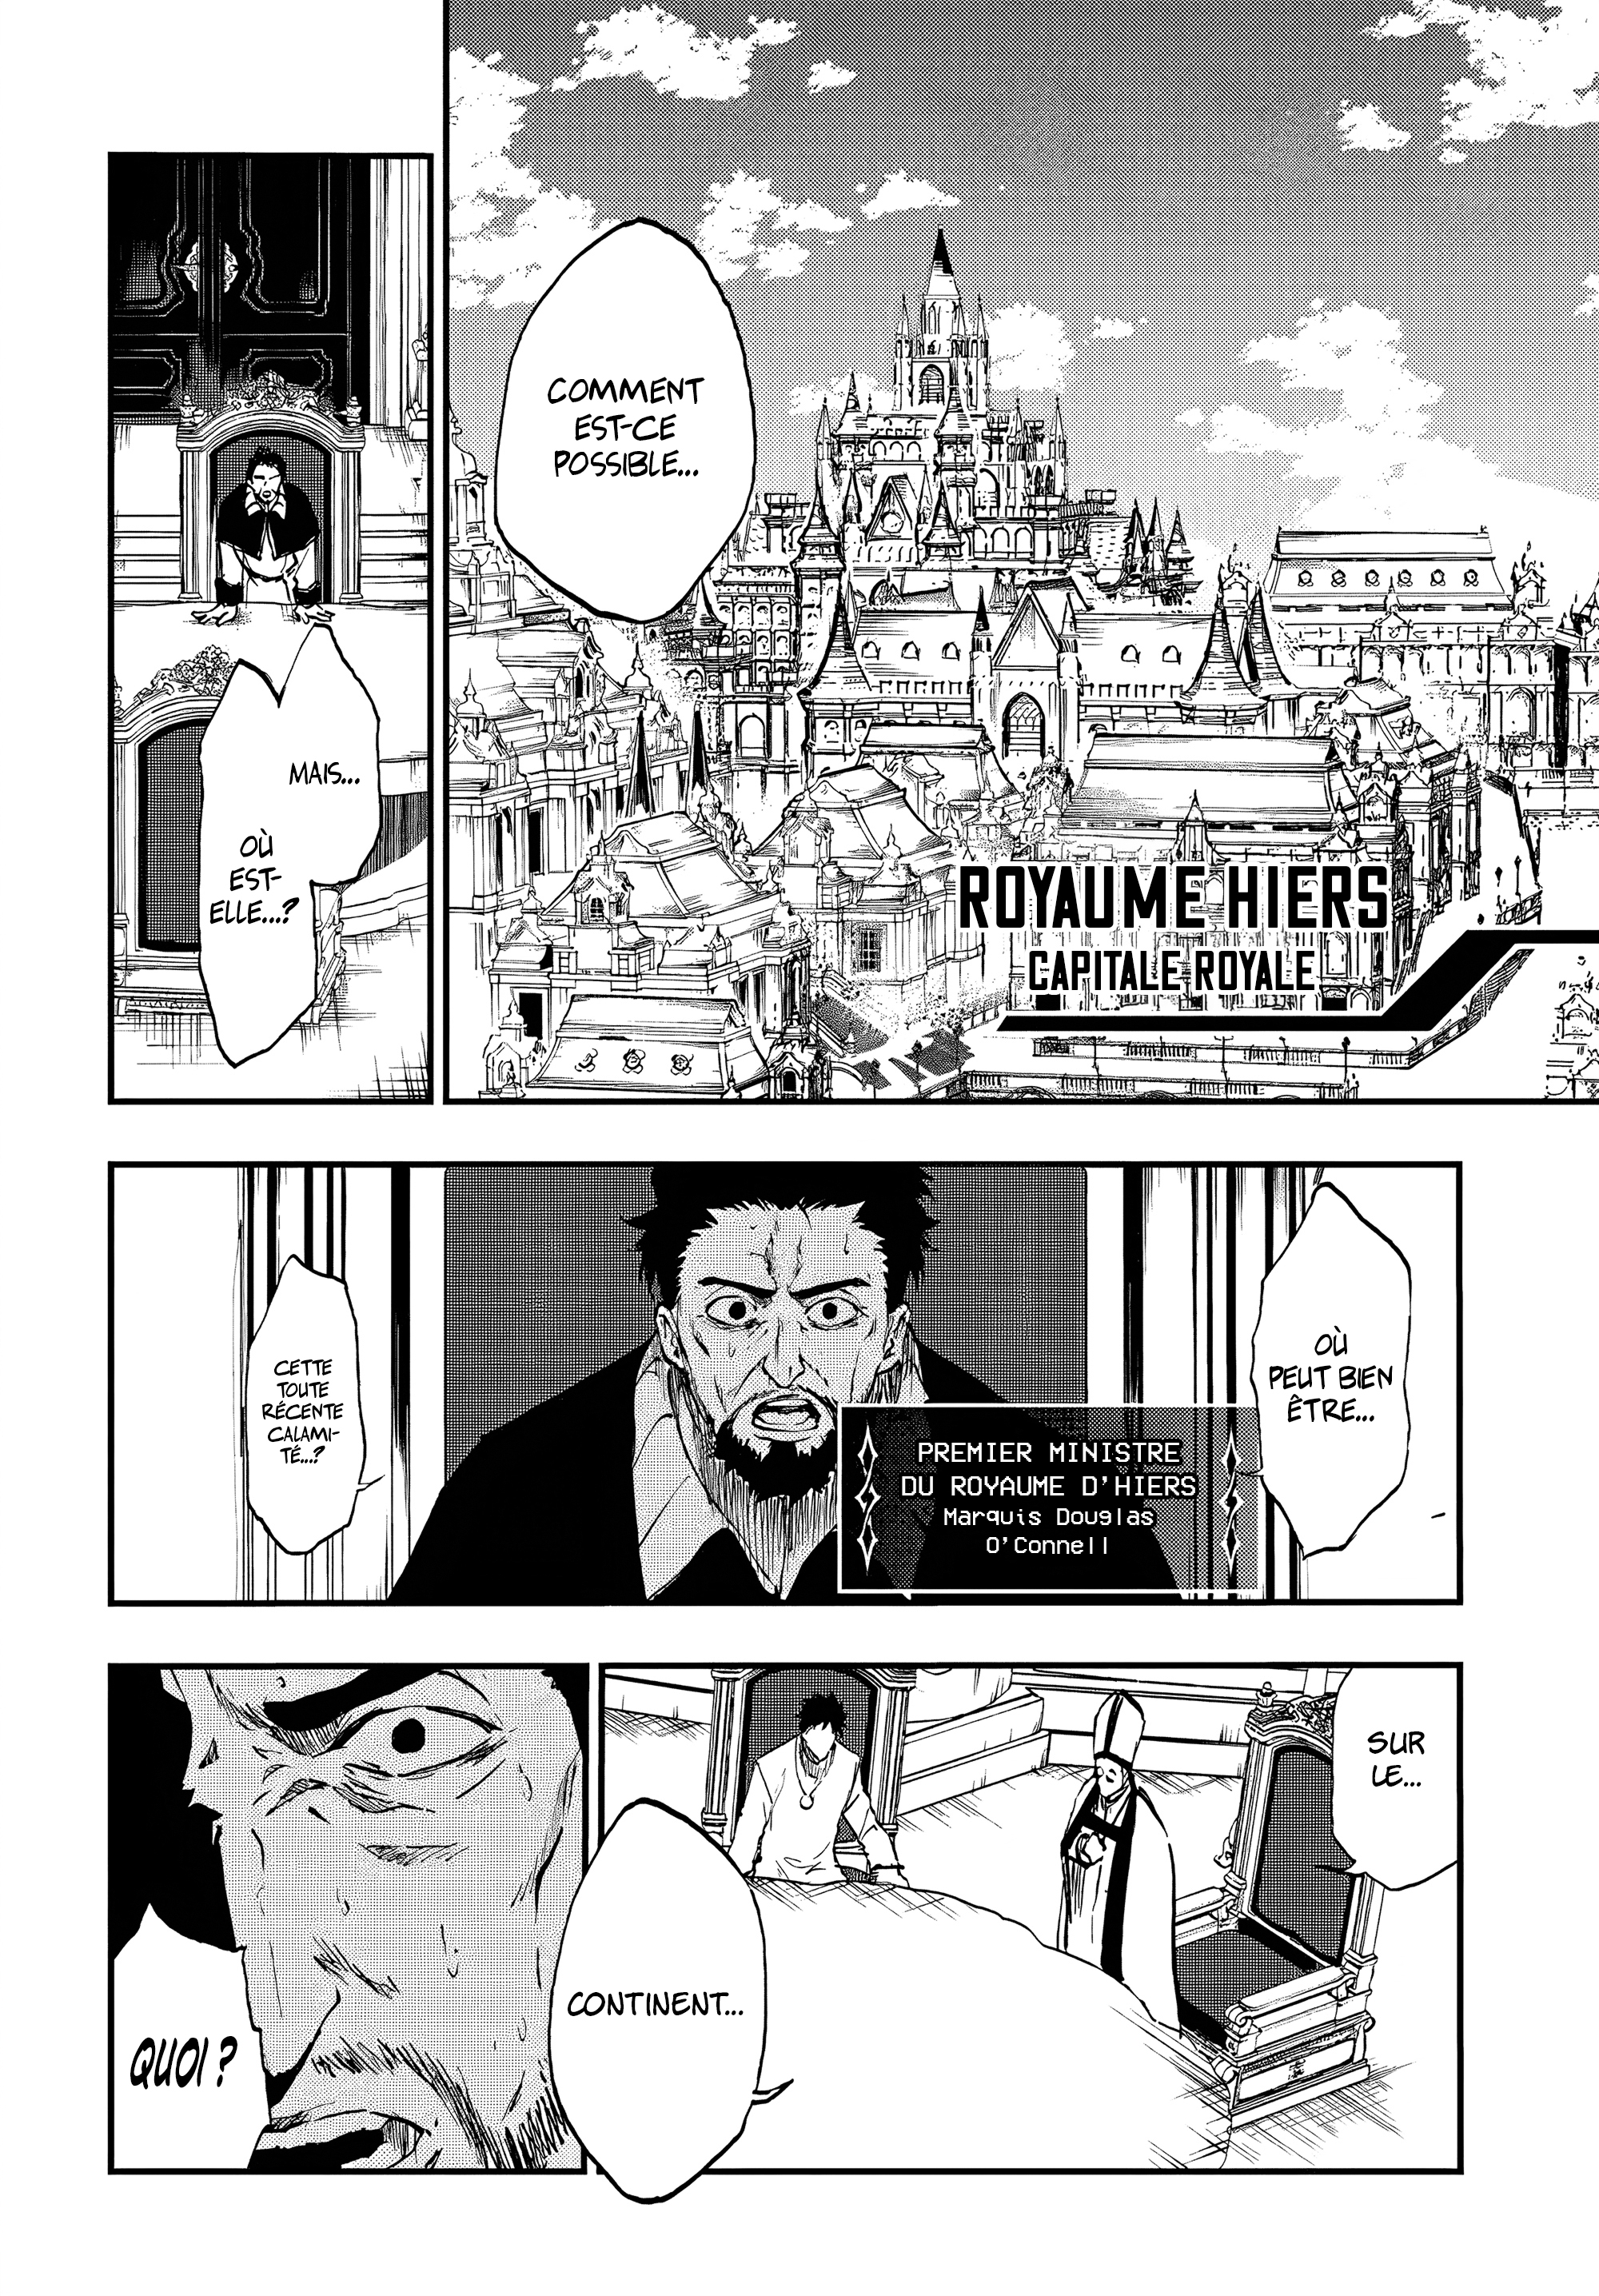 COMMENT
EST-CE
POSSIBLE...
ROYAUME HIERS
CAPITALE ROYALE
MAIS...
OÙ
EST-
ELLE...?
OÙ
PEUT BIEN
ÊTRE...
PREMIER MINISTRE
DU ROYAUME D'HIERS
Marquis Douglas
O'Connell
CETTE
TOUTE
RÉCENTE
CALAMI-
TÉ...?
SUR
LE...
CONTINENT...
QUOI ?